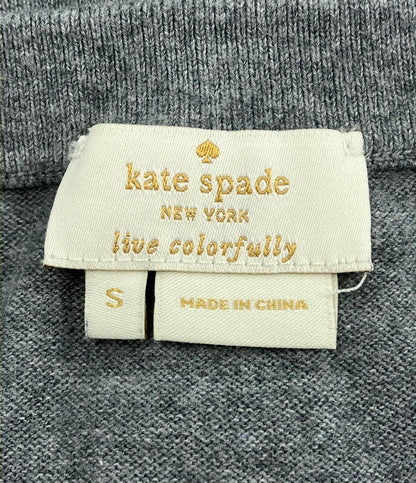 kate spade
NEW YORK
live colorfully
S
MADE IN CHINA